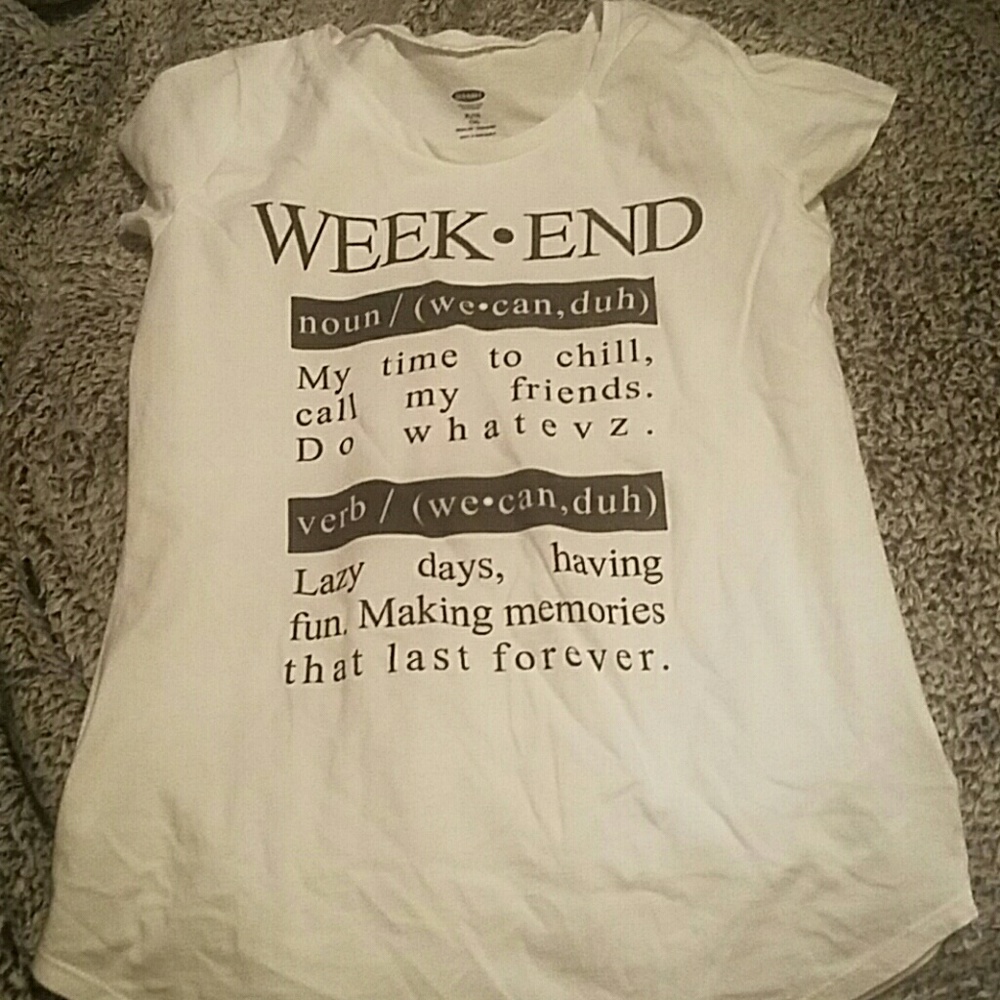 WEEK•END
noun / (we•can,duh)
My time to chill,
call my friends.
Do whatevz.
verb / (we•can,duh)
Lazy days, having
fun. Making memories
that last forever.